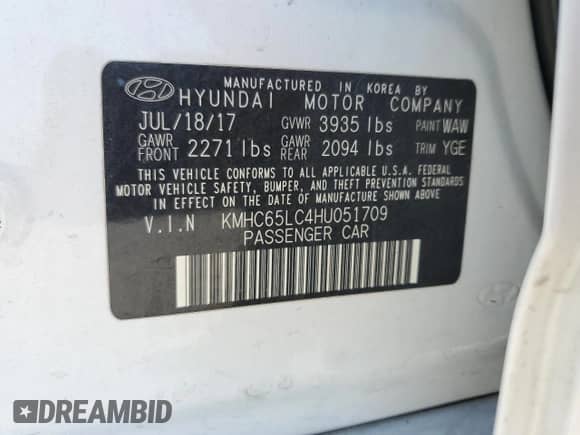 MANUFACTURED IN KOREA BY
HYUNDAI MOTOR COMPANY
JUL/18/17 GVWR 3935 lbs PAINT WAW
GAWR FRONT 2271 lbs GAWR REAR 2094 lbs TRIM YGE
THIS VEHICLE CONFORMS TO ALL APPLICABLE U.S.A. FEDERAL
MOTOR VEHICLE SAFETY, BUMPER, AND THEFT PREVENTION STANDARDS
IN EFFECT ON THE DATE OF MANUFACTURE SHOWN ABOVE.
V.I.N KMHC65LC4HU051709
PASSENGER CAR
DREAMBID